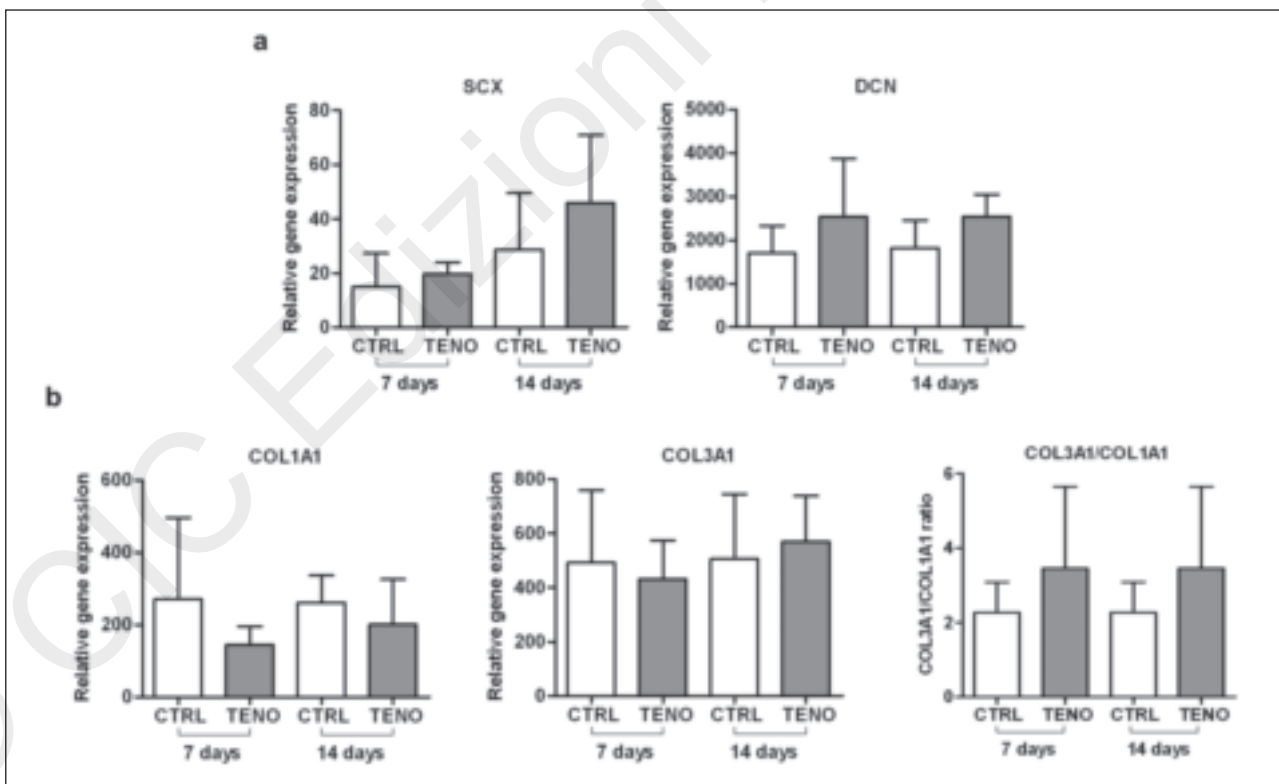 a
SCX
Relative gene expression
80
60
40
20
0
CTRL TENO CTRL TENO
7 days 14 days
DCN
Relative gene expression
5000
4000
3000
2000
1000
0
CTRL TENO CTRL TENO
7 days 14 days
b
COL1A1
Relative gene expression
600
400
200
0
CTRL TENO CTRL TENO
7 days 14 days
COL3A1
Relative gene expression
800
600
400
200
0
CTRL TENO CTRL TENO
7 days 14 days
COL3A1/COL1A1
COL3A1/COL1A1 ratio
6
4
2
0
CTRL TENO CTRL TENO
7 days 14 days
CIC Edizioni